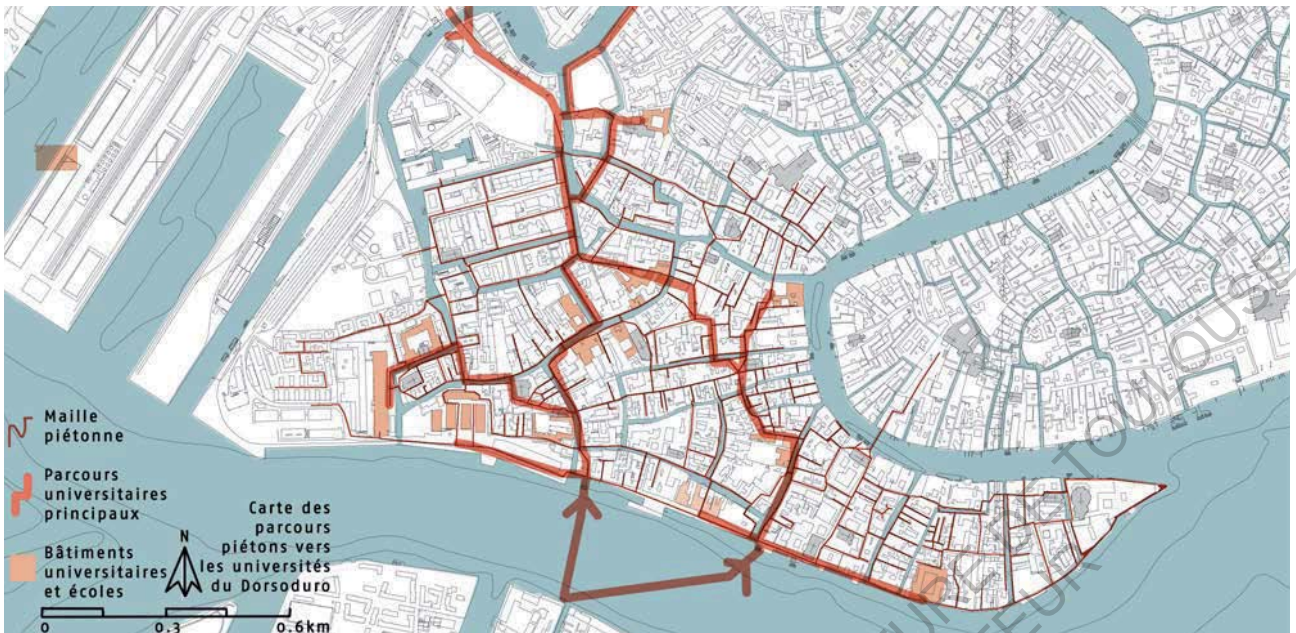 Maille
piétonne
Parcours
universitaires
principaux
Bâtiments
universitaires
et écoles
N
Carte des
parcours
piétons vers
les universités
du Dorsoduro
0 0.3 0.6km
TOULOUSE